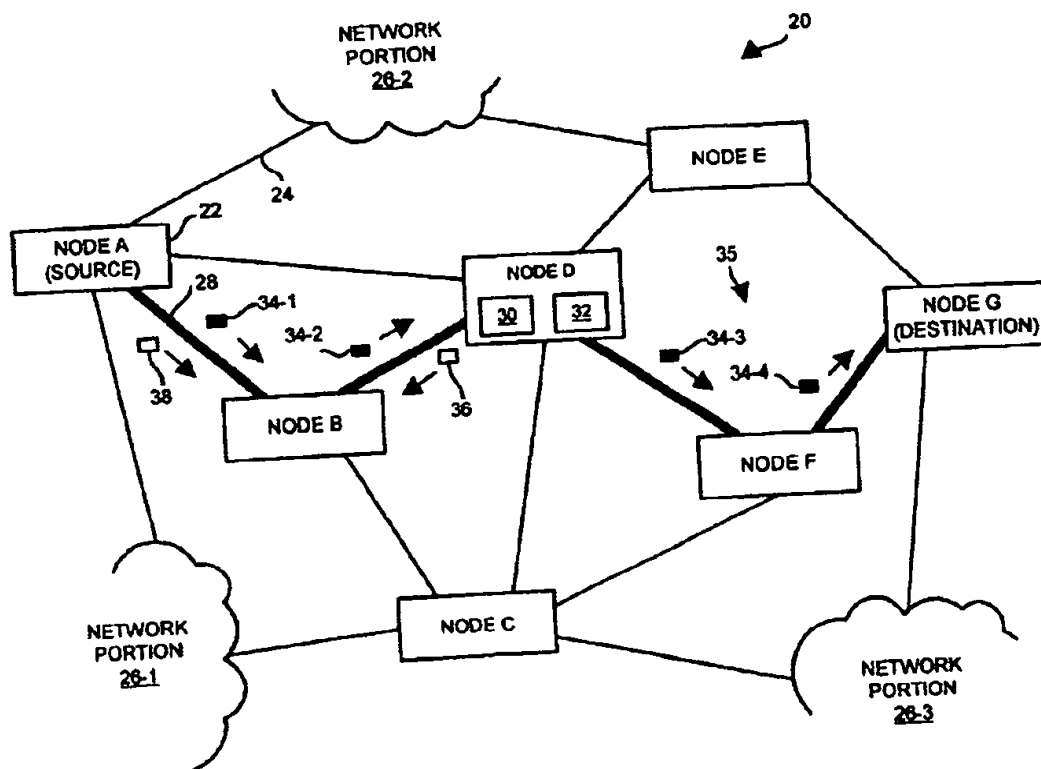 NETWORK
PORTION
26-2
20
24
NODE E
22
NODE A
(SOURCE)
28
34-1
NODE D
30
32
35
NODE G
(DESTINATION)
34-2
34-3
38
36
34-4
NODE B
NODE F
NODE C
NETWORK
PORTION
26-1
NETWORK
PORTION
26-3